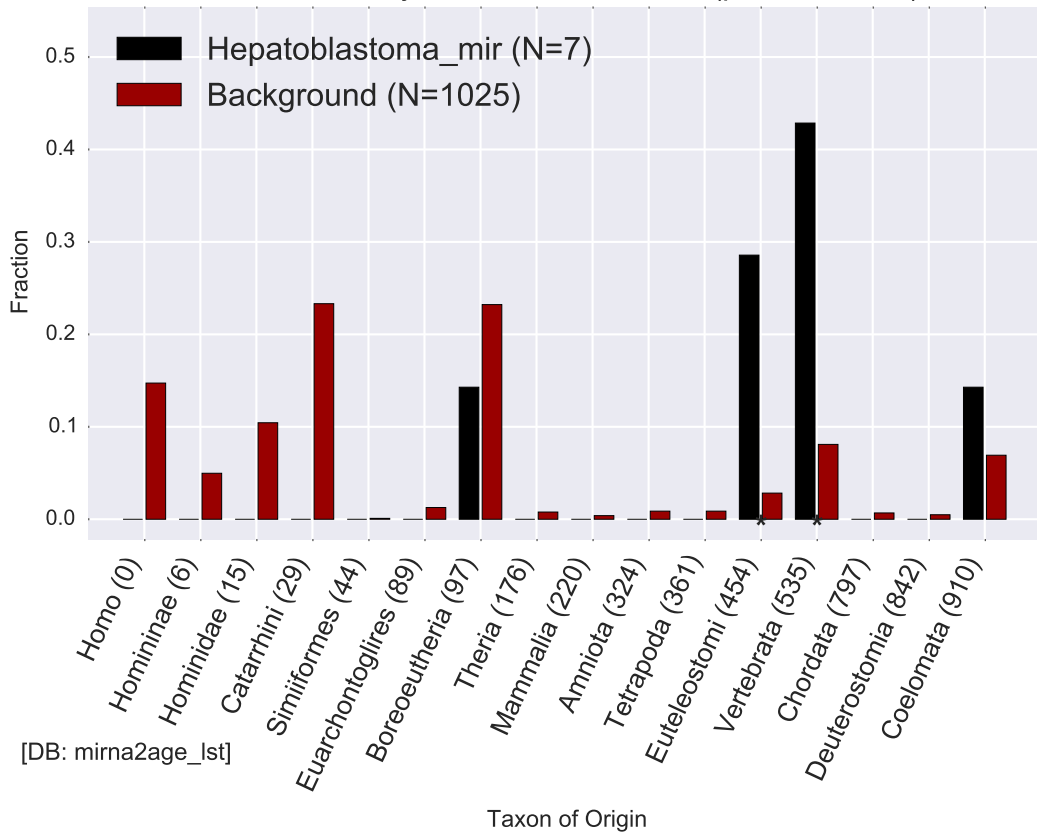 Hepatoblastoma_mir (N=7)
Background (N=1025)
0.5
0.4
0.3
0.2
0.1
0.0
Fraction
Homo (0)
Homininae (6)
Hominidae (15)
Catarrhini (29)
Simiiformes (44)
Euarchontoglires (89)
Boreoeutheria (97)
Theria (176)
Mammalia (220)
Amniota (324)
Tetrapoda (361)
Euteleostomi (454)
Vertebrata (535)
Chordata (797)
Deuterostomia (842)
Coelomata (910)
[DB: mirna2age_lst]
Taxon of Origin